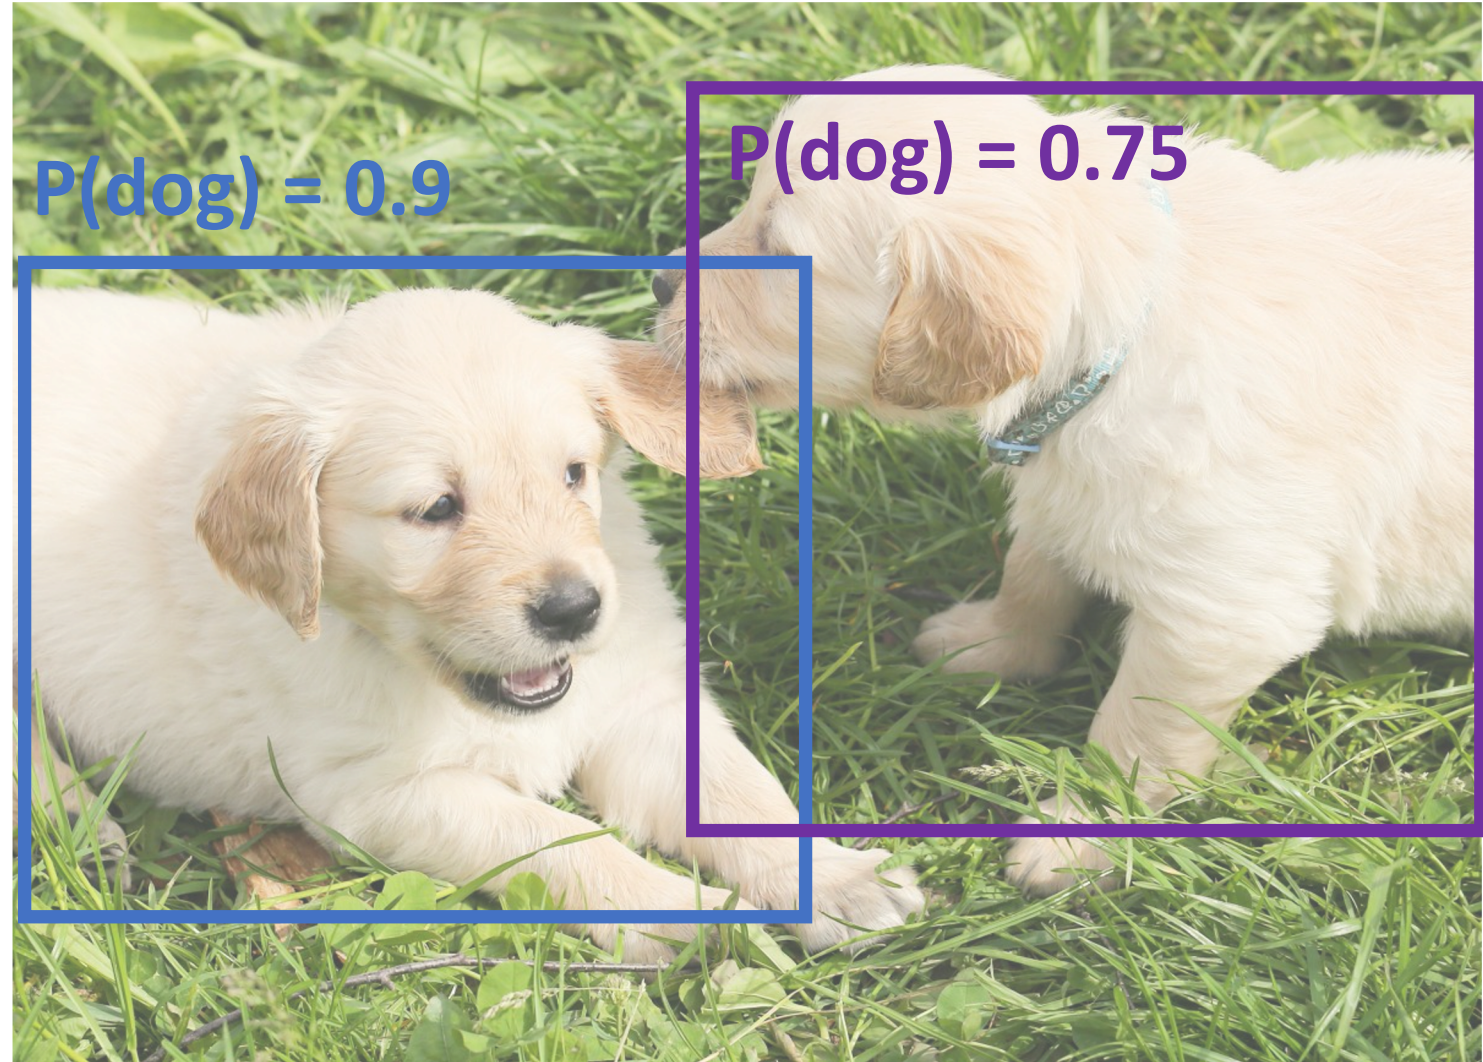 P(dog) = 0.9
P(dog) = 0.75